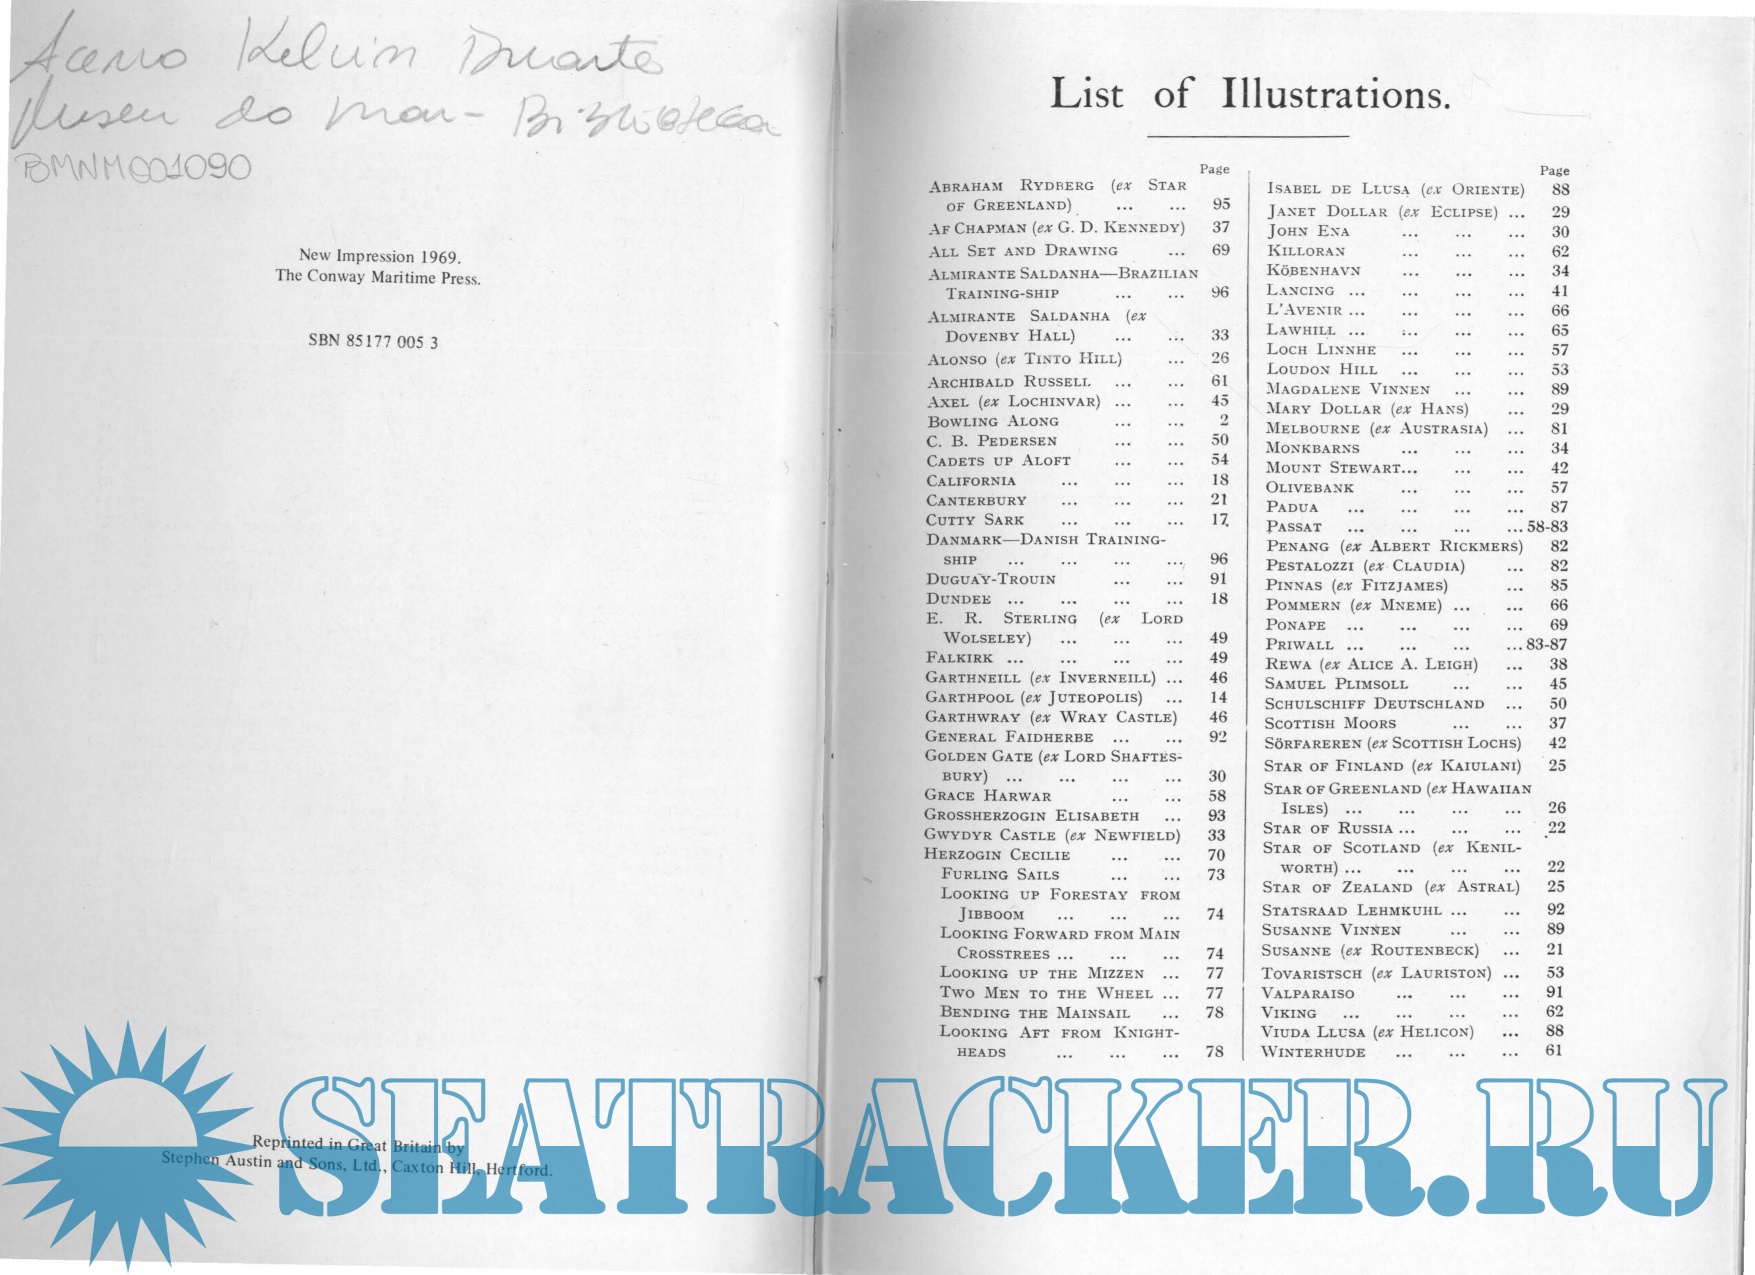 Acervo Kelvin Duarte
Museu do Mar - Biblioteca
BMNM001090
New Impression 1969.
The Conway Maritime Press.
SBN 85177 005 3
Reprinted in Great Britain by
Stephen Austin and Sons, Ltd., Caxton Hill, Hertford.
List of Illustrations.
Page
ABRAHAM RYDBERG (ex STAR
OF GREENLAND) ... ... 95
AF CHAPMAN (ex G. D. KENNEDY) 37
ALL SET AND DRAWING ... 69
ALMIRANTE SALDANHA—BRAZILIAN
TRAINING-SHIP ... ... 96
ALMIRANTE SALDANHA (ex
DOVENBY HALL) ... ... 33
ALONSO (ex TINTO HILL) ... 26
ARCHIBALD RUSSELL ... ... 61
AXEL (ex LOCHINVAR) ... ... 45
BOWLING ALONG ... ... 2
C. B. PEDERSEN ... ... 50
CADETS UP ALOFT ... ... 54
CALIFORNIA ... ... ... 18
CANTERBURY ... ... ... 21
CUTTY SARK ... ... ... 17
DANMARK—DANISH TRAINING-
SHIP ... ... ... ... 96
DUGUAY-TROUIN ... ... 91
DUNDEE ... ... ... ... 18
E. R. STERLING (ex LORD
WOLSELEY) ... ... ... 49
FALKIRK ... ... ... ... 49
GARTHNEILL (ex INVERNEILL) ... 46
GARTHPOOL (ex JUTEOPOLIS) ... 14
GARTHWRAY (ex WRAY CASTLE) 46
GENERAL FAIDHERBE ... ... 92
GOLDEN GATE (ex LORD SHAFTES-
BURY) ... ... ... ... 30
GRACE HARWAR ... ... 58
GROSSHERZOGIN ELISABETH ... 93
GWYDYR CASTLE (ex NEWFIELD) 33
HERZOGIN CECILIE ... ... 70
FURLING SAILS ... ... 73
LOOKING UP FORESTAY FROM
JIBBOOM ... ... ... 74
LOOKING FORWARD FROM MAIN
CROSSTREES ... ... ... 74
LOOKING UP THE MIZZEN ... 77
TWO MEN TO THE WHEEL ... 77
BENDING THE MAINSAIL ... 78
LOOKING AFT FROM KNIGHT-
HEADS ... ... ... 78
Page
ISABEL DE LLUSA (ex ORIENTE) 88
JANET DOLLAR (ex ECLIPSE) ... 29
JOHN ENA ... ... ... 30
KILLORAN ... ... ... 62
KÖBENHAVN ... ... ... 34
LANCING ... ... ... ... 41
L'AVENIR ... ... ... ... 66
LAWHILL ... ... ... ... 65
LOCH LINNHE ... ... ... 57
LOUDON HILL ... ... ... 53
MAGDALENE VINNEN ... ... 89
MARY DOLLAR (ex HANS) ... 29
MELBOURNE (ex AUSTRASIA) ... 81
MONKBARNS ... ... ... 34
MOUNT STEWART... ... ... 42
OLIVEBANK ... ... ... 57
PADUA ... ... ... ... 87
PASSAT ... ... ... ... 58-83
PENANG (ex ALBERT RICKMERS) 82
PESTALOZZI (ex CLAUDIA) ... 82
PINNAS (ex FITZJAMES) ... 85
POMMERN (ex MNEME) ... ... 66
PONAPE ... ... ... ... 69
PRIWALL ... ... ... ... 83-87
REWA (ex ALICE A. LEIGH) ... 38
SAMUEL PLIMSOLL ... ... 45
SCHULSCHIFF DEUTSCHLAND ... 50
SCOTTISH MOORS ... ... 37
SÖRFAREREN (ex SCOTTISH LOCHS) 42
STAR OF FINLAND (ex KAIULANI) 25
STAR OF GREENLAND (ex HAWAIIAN
ISLES) ... ... ... ... 26
STAR OF RUSSIA ... ... ... 22
STAR OF SCOTLAND (ex KENIL-
WORTH) ... ... ... ... 22
STAR OF ZEALAND (ex ASTRAL) 25
STATSRAAD LEHMKUHL ... ... 92
SUSANNE VINNEN ... ... 89
SUSANNE (ex ROUTENBECK) ... 21
TOVARISTSCH (ex LAURISTON) ... 53
VALPARAISO ... ... ... 91
VIKING ... ... ... ... 62
VIUDA LLUSA (ex HELICON) ... 88
WINTERHUDE ... ... ... 61
SEATRACKER.RU